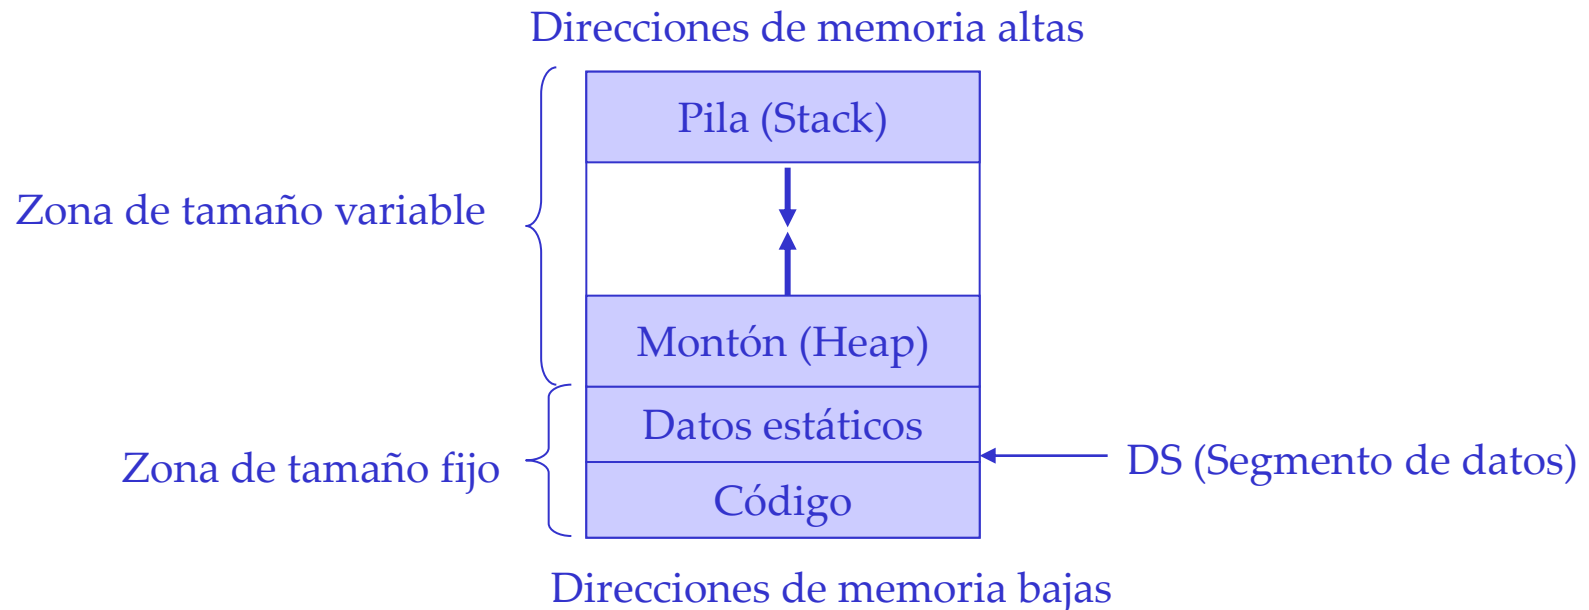 Direcciones de memoria altas
Pila (Stack)
Zona de tamaño variable
Montón (Heap)
Datos estáticos
DS (Segmento de datos)
Zona de tamaño fijo
Código
Direcciones de memoria bajas